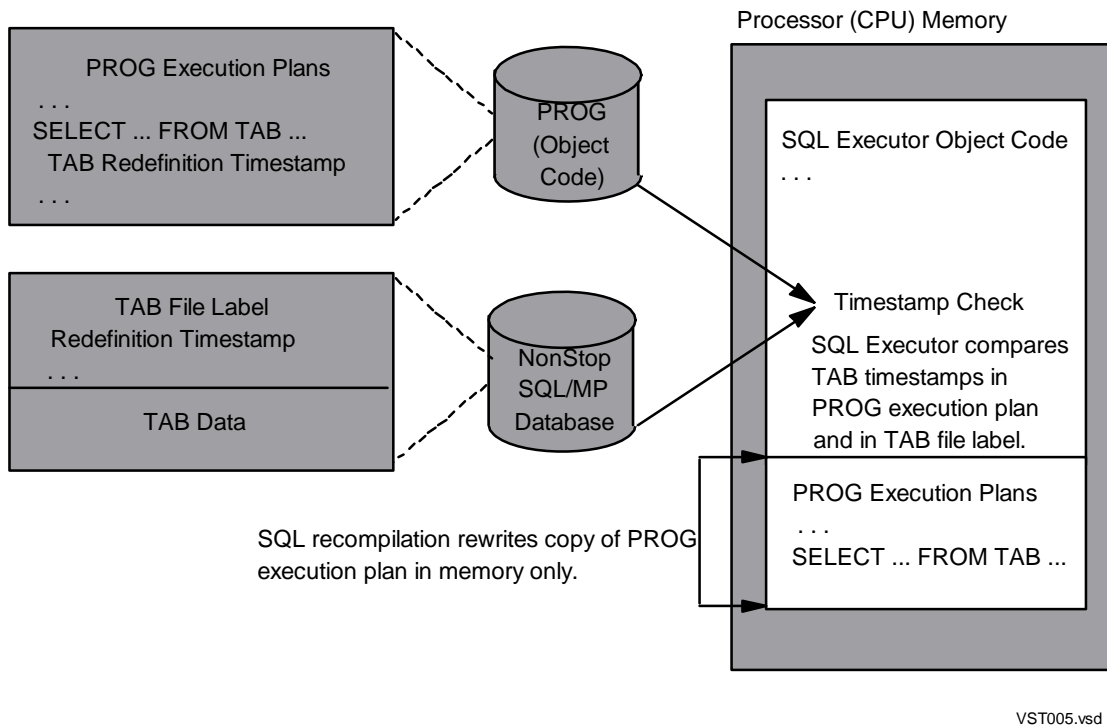 Processor (CPU) Memory
PROG Execution Plans
. . .
SELECT ... FROM TAB ...
TAB Redefinition Timestamp
. . .
PROG
(Object
Code)
SQL Executor Object Code
. . .
TAB File Label
Redefinition Timestamp
. . .
TAB Data
NonStop
SQL/MP
Database
Timestamp Check
SQL Executor compares
TAB timestamps in
PROG execution plan
and in TAB file label.
PROG Execution Plans
. . .
SELECT ... FROM TAB ...
SQL recompilation rewrites copy of PROG
execution plan in memory only.
VST005.vsd